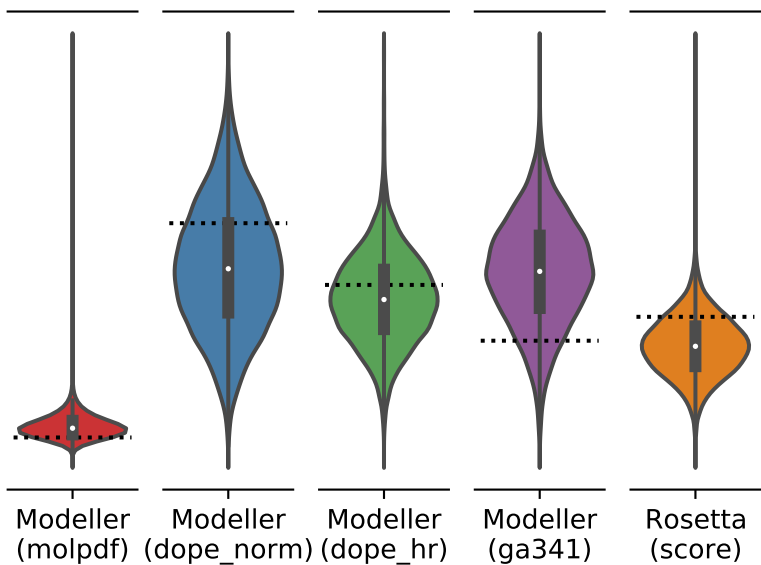 Modeller
(molpdf)
Modeller
(dope_norm)
Modeller
(dope_hr)
Modeller
(ga341)
Rosetta
(score)